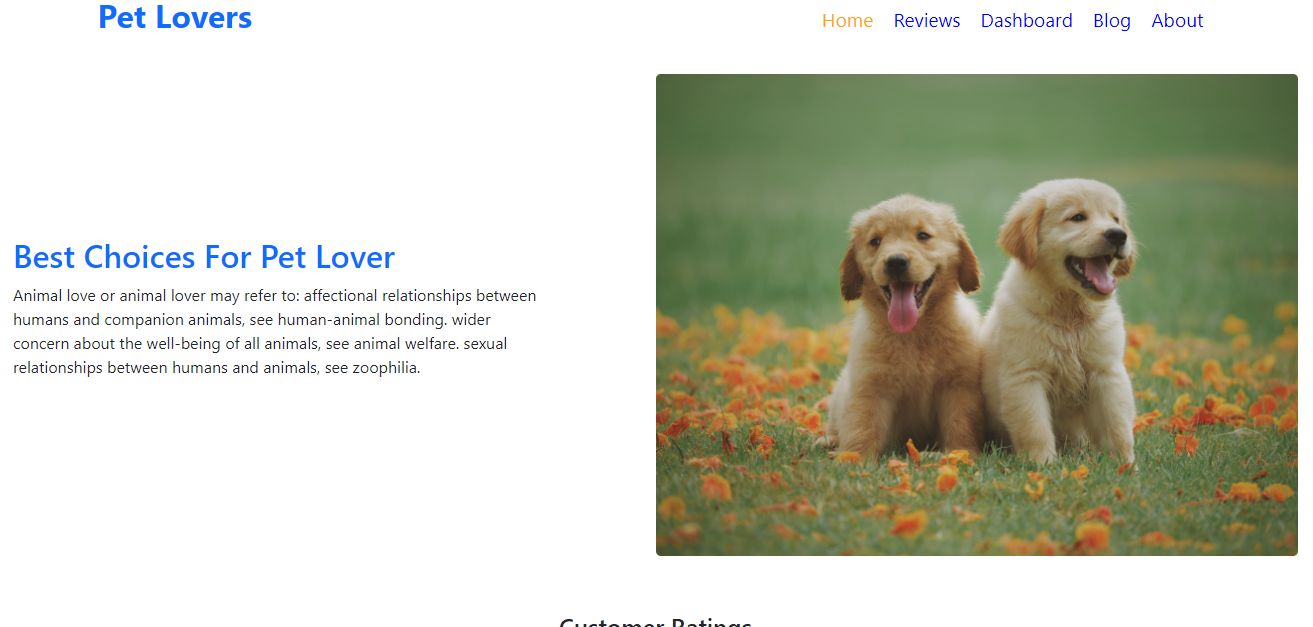 Pet Lovers
Home Reviews Dashboard Blog About
Best Choices For Pet Lover
Animal love or animal lover may refer to: affectional relationships between
humans and companion animals, see human-animal bonding. wider
concern about the well-being of all animals, see animal welfare. sexual
relationships between humans and animals, see zoophilia.
Customer Ratings